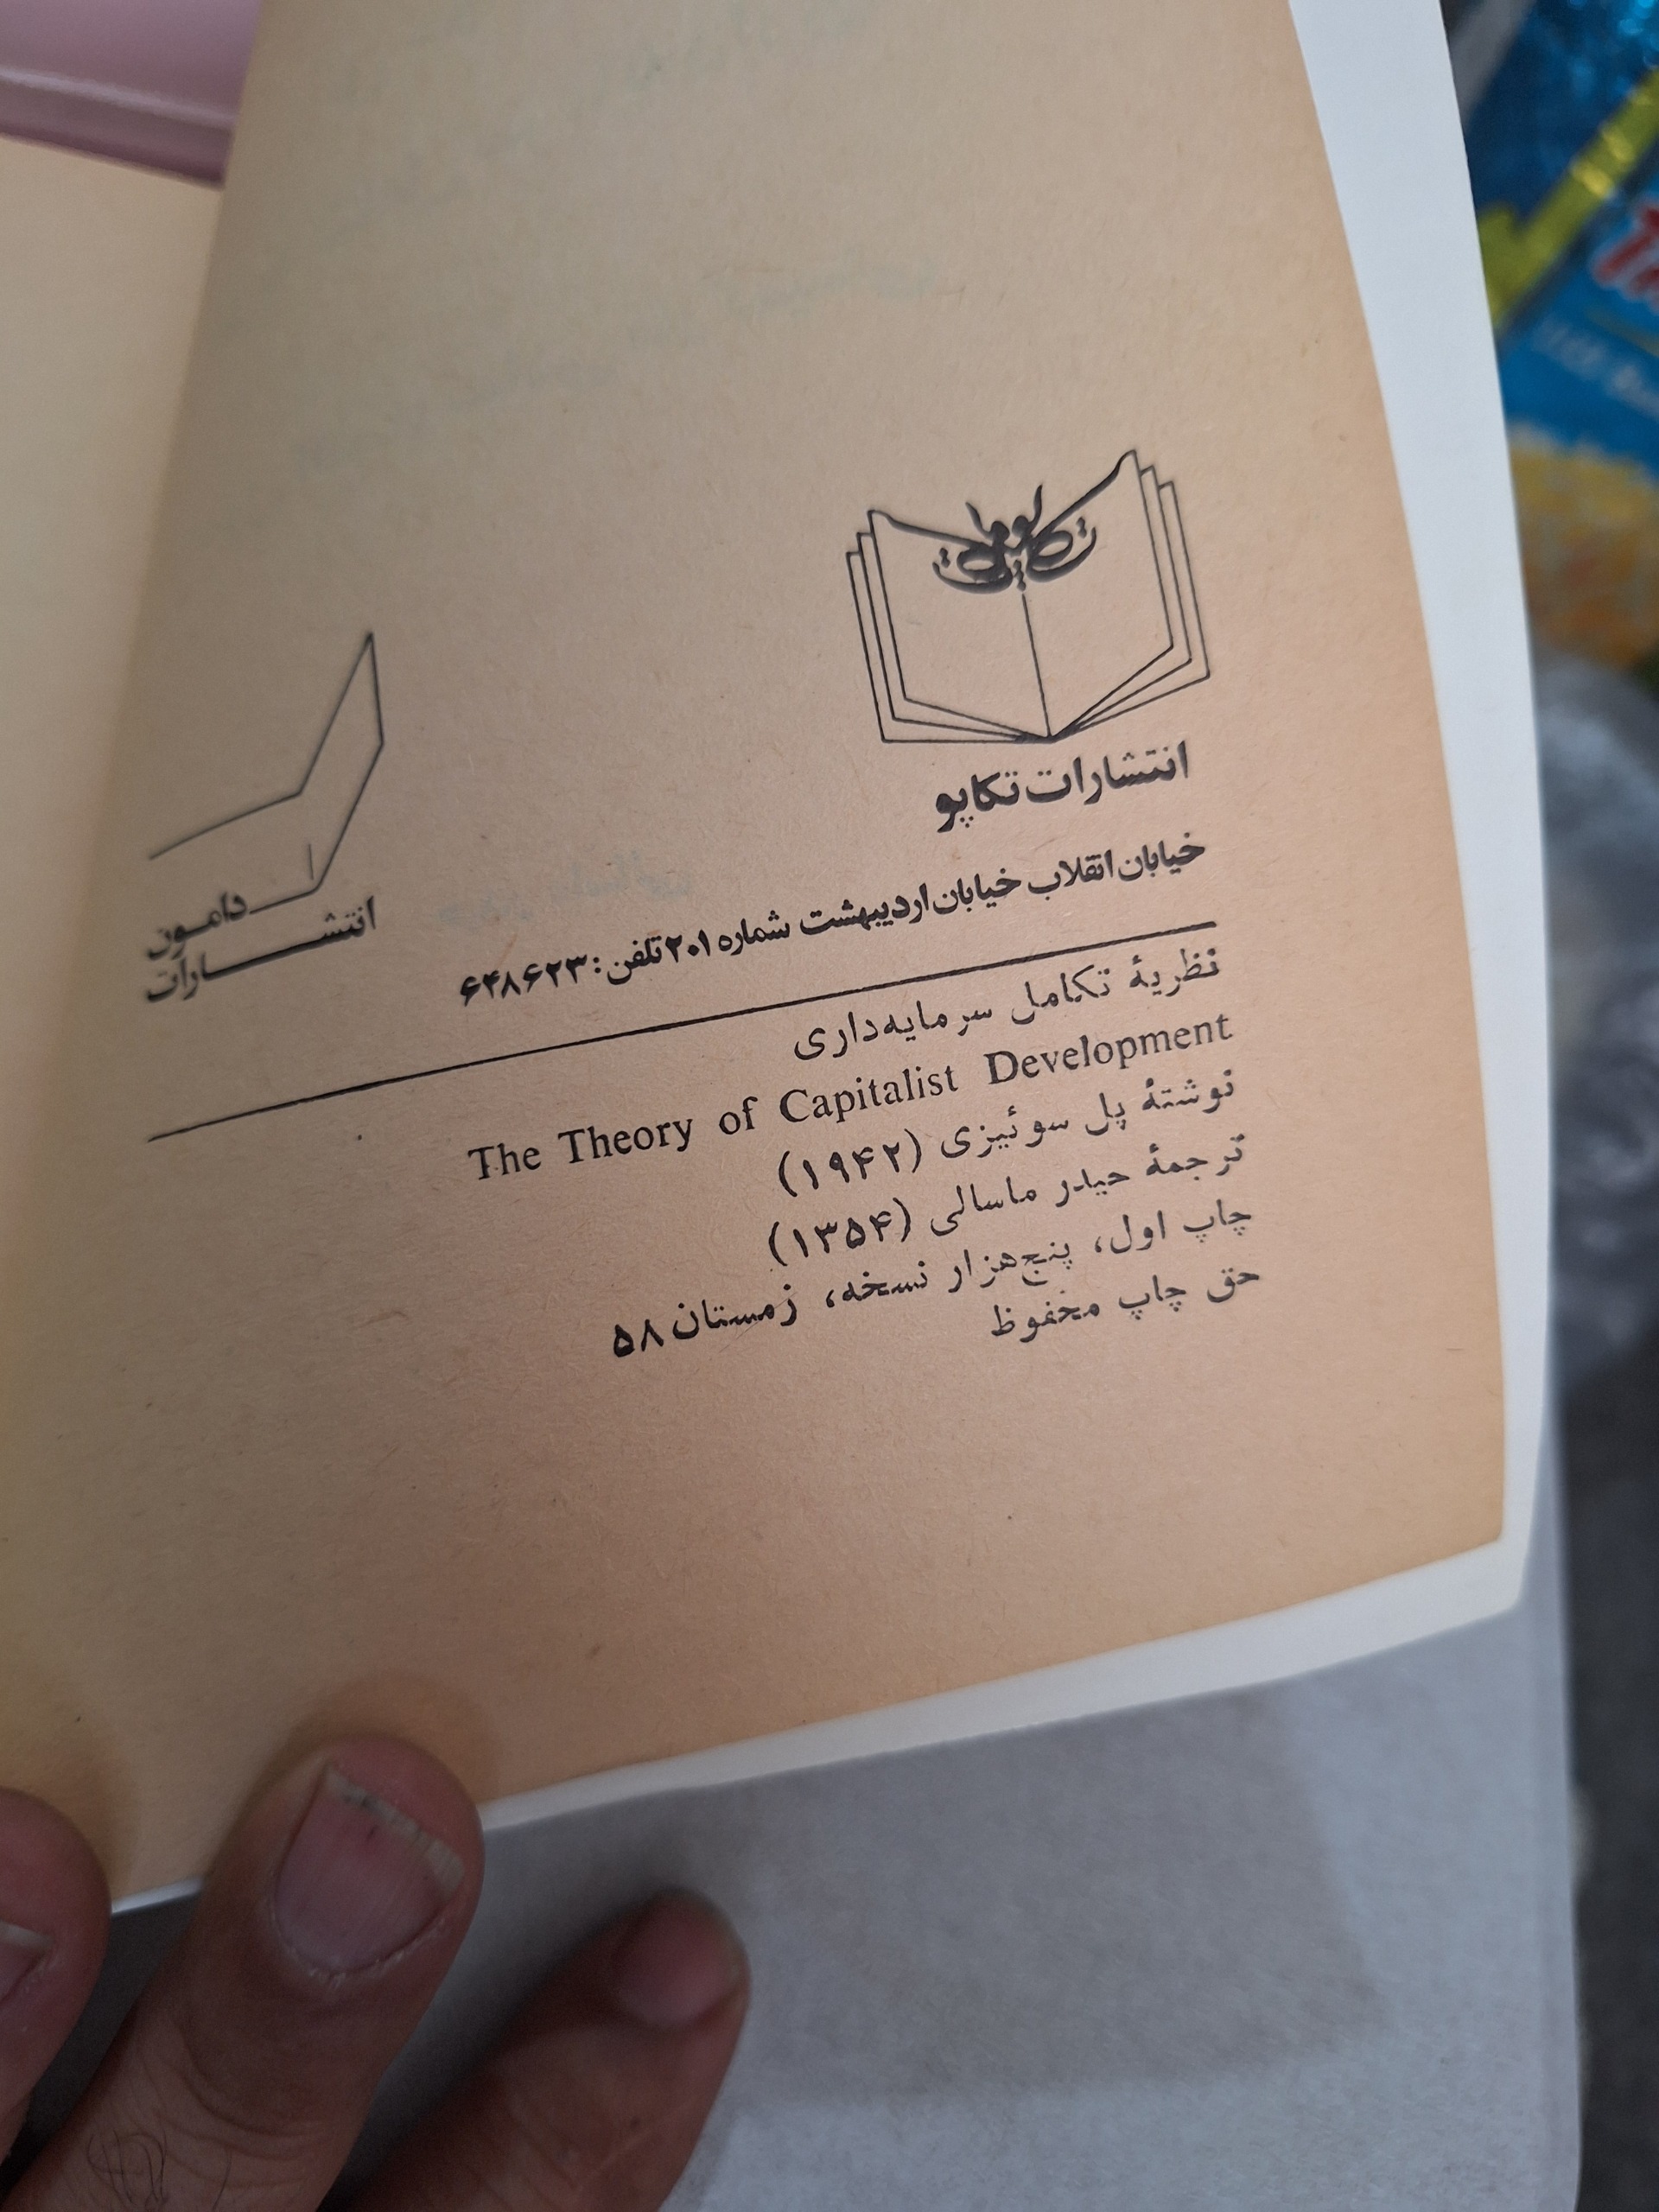 تکاپو
انتشارات تکاپو
خیابان انقلاب خیابان اردیبهشت شماره ۲۰۱ تلفن: ۶۴۸۶۲۳
دامون
انتشارات
نظریهٔ تکامل سرمایه‌داری
The Theory of Capitalist Development
نوشتهٔ پل سوئیزی (۱۹۴۲)
ترجمهٔ حیدر ماسالی (۱۳۵۴)
چاپ اول، پنج‌هزار نسخه، زمستان ۵۸
حق چاپ محفوظ